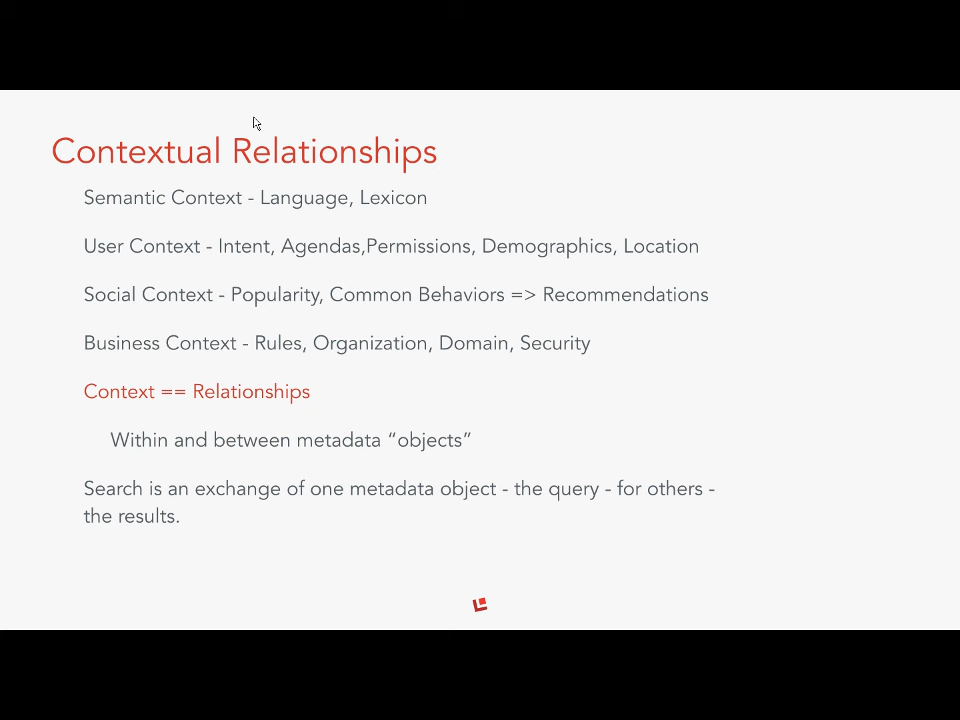 Contextual Relationships
Semantic Context - Language, Lexicon
User Context - Intent, Agendas,Permissions, Demographics, Location
Social Context - Popularity, Common Behaviors => Recommendations
Business Context - Rules, Organization, Domain, Security
Context == Relationships
Within and between metadata “objects”
Search is an exchange of one metadata object - the query - for others -
the results.